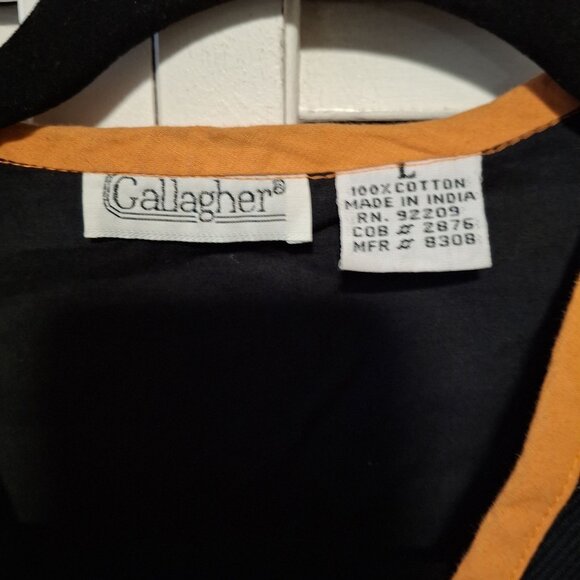 Gallagher®
L
100%COTTON
MADE IN INDIA
RN. 92209
COB # 2876
MFR # 8308